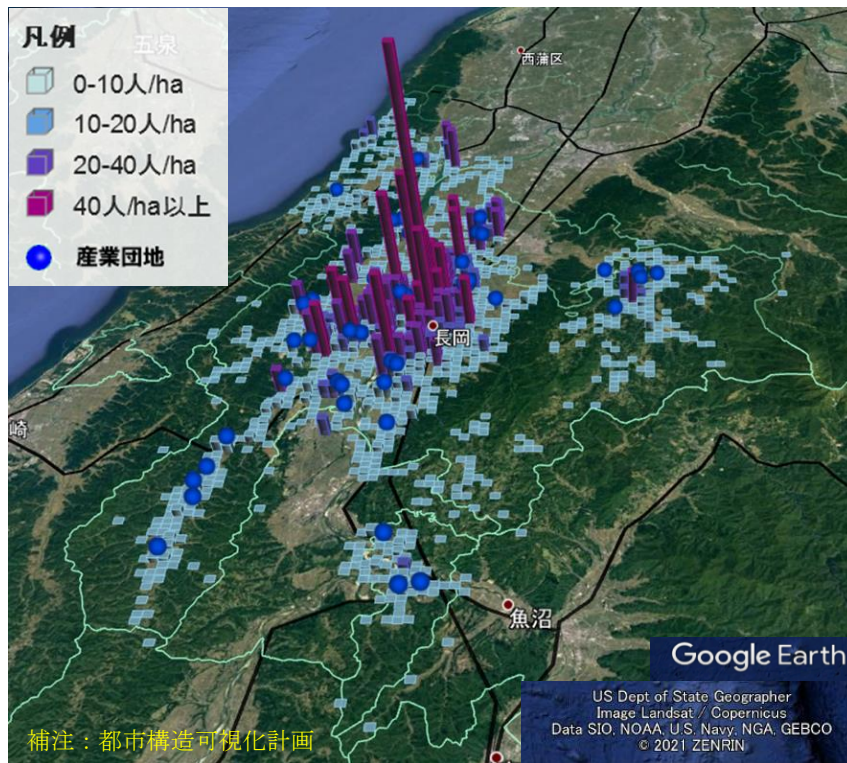 凡例
五泉
0-10人/ha
10-20人/ha
20-40人/ha
40人/ha以上
産業団地
西蒲区
長岡
崎
魚沼
Google Earth
US Dept of State Geographer
Image Landsat / Copernicus
Data SIO, NOAA, U.S. Navy, NGA, GEBCO
© 2021 ZENRIN
補注：都市構造可視化計画